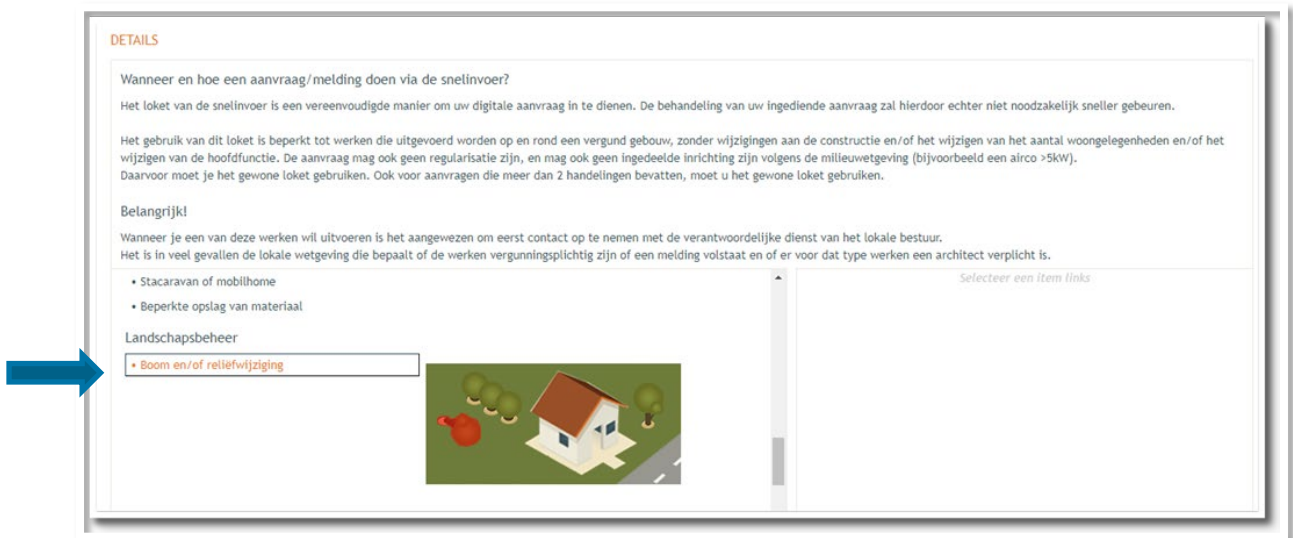 DETAILS
Wanneer en hoe een aanvraag/melding doen via de snelinvoer?
Het loket van de snelinvoer is een vereenvoudigde manier om uw digitale aanvraag in te dienen. De behandeling van uw ingediende aanvraag zal hierdoor echter niet noodzakelijk sneller gebeuren.
Het gebruik van dit loket is beperkt tot werken die uitgevoerd worden op en rond een vergund gebouw, zonder wijzigingen aan de constructie en/of het wijzigen van het aantal woongelegenheden en/of het
wijzigen van de hoofdfunctie. De aanvraag mag ook geen regularisatie zijn, en mag ook geen ingedeelde inrichting zijn volgens de milieuwetgeving (bijvoorbeeld een airco >5kW).
Daarvoor moet je het gewone loket gebruiken. Ook voor aanvragen die meer dan 2 handelingen bevatten, moet u het gewone loket gebruiken.
Belangrijk!
Wanneer je een van deze werken wil uitvoeren is het aangewezen om eerst contact op te nemen met de verantwoordelijke dienst van het lokale bestuur.
Het is in veel gevallen de lokale wetgeving die bepaalt of de werken vergunningsplichtig zijn of een melding volstaat en of er voor dat type werken een architect verplicht is.
• Stacaravan of mobilhome
Selecteer een item links
• Beperkte opslag van materiaal
Landschapsbeheer
• Boom en/of reliëfwijziging